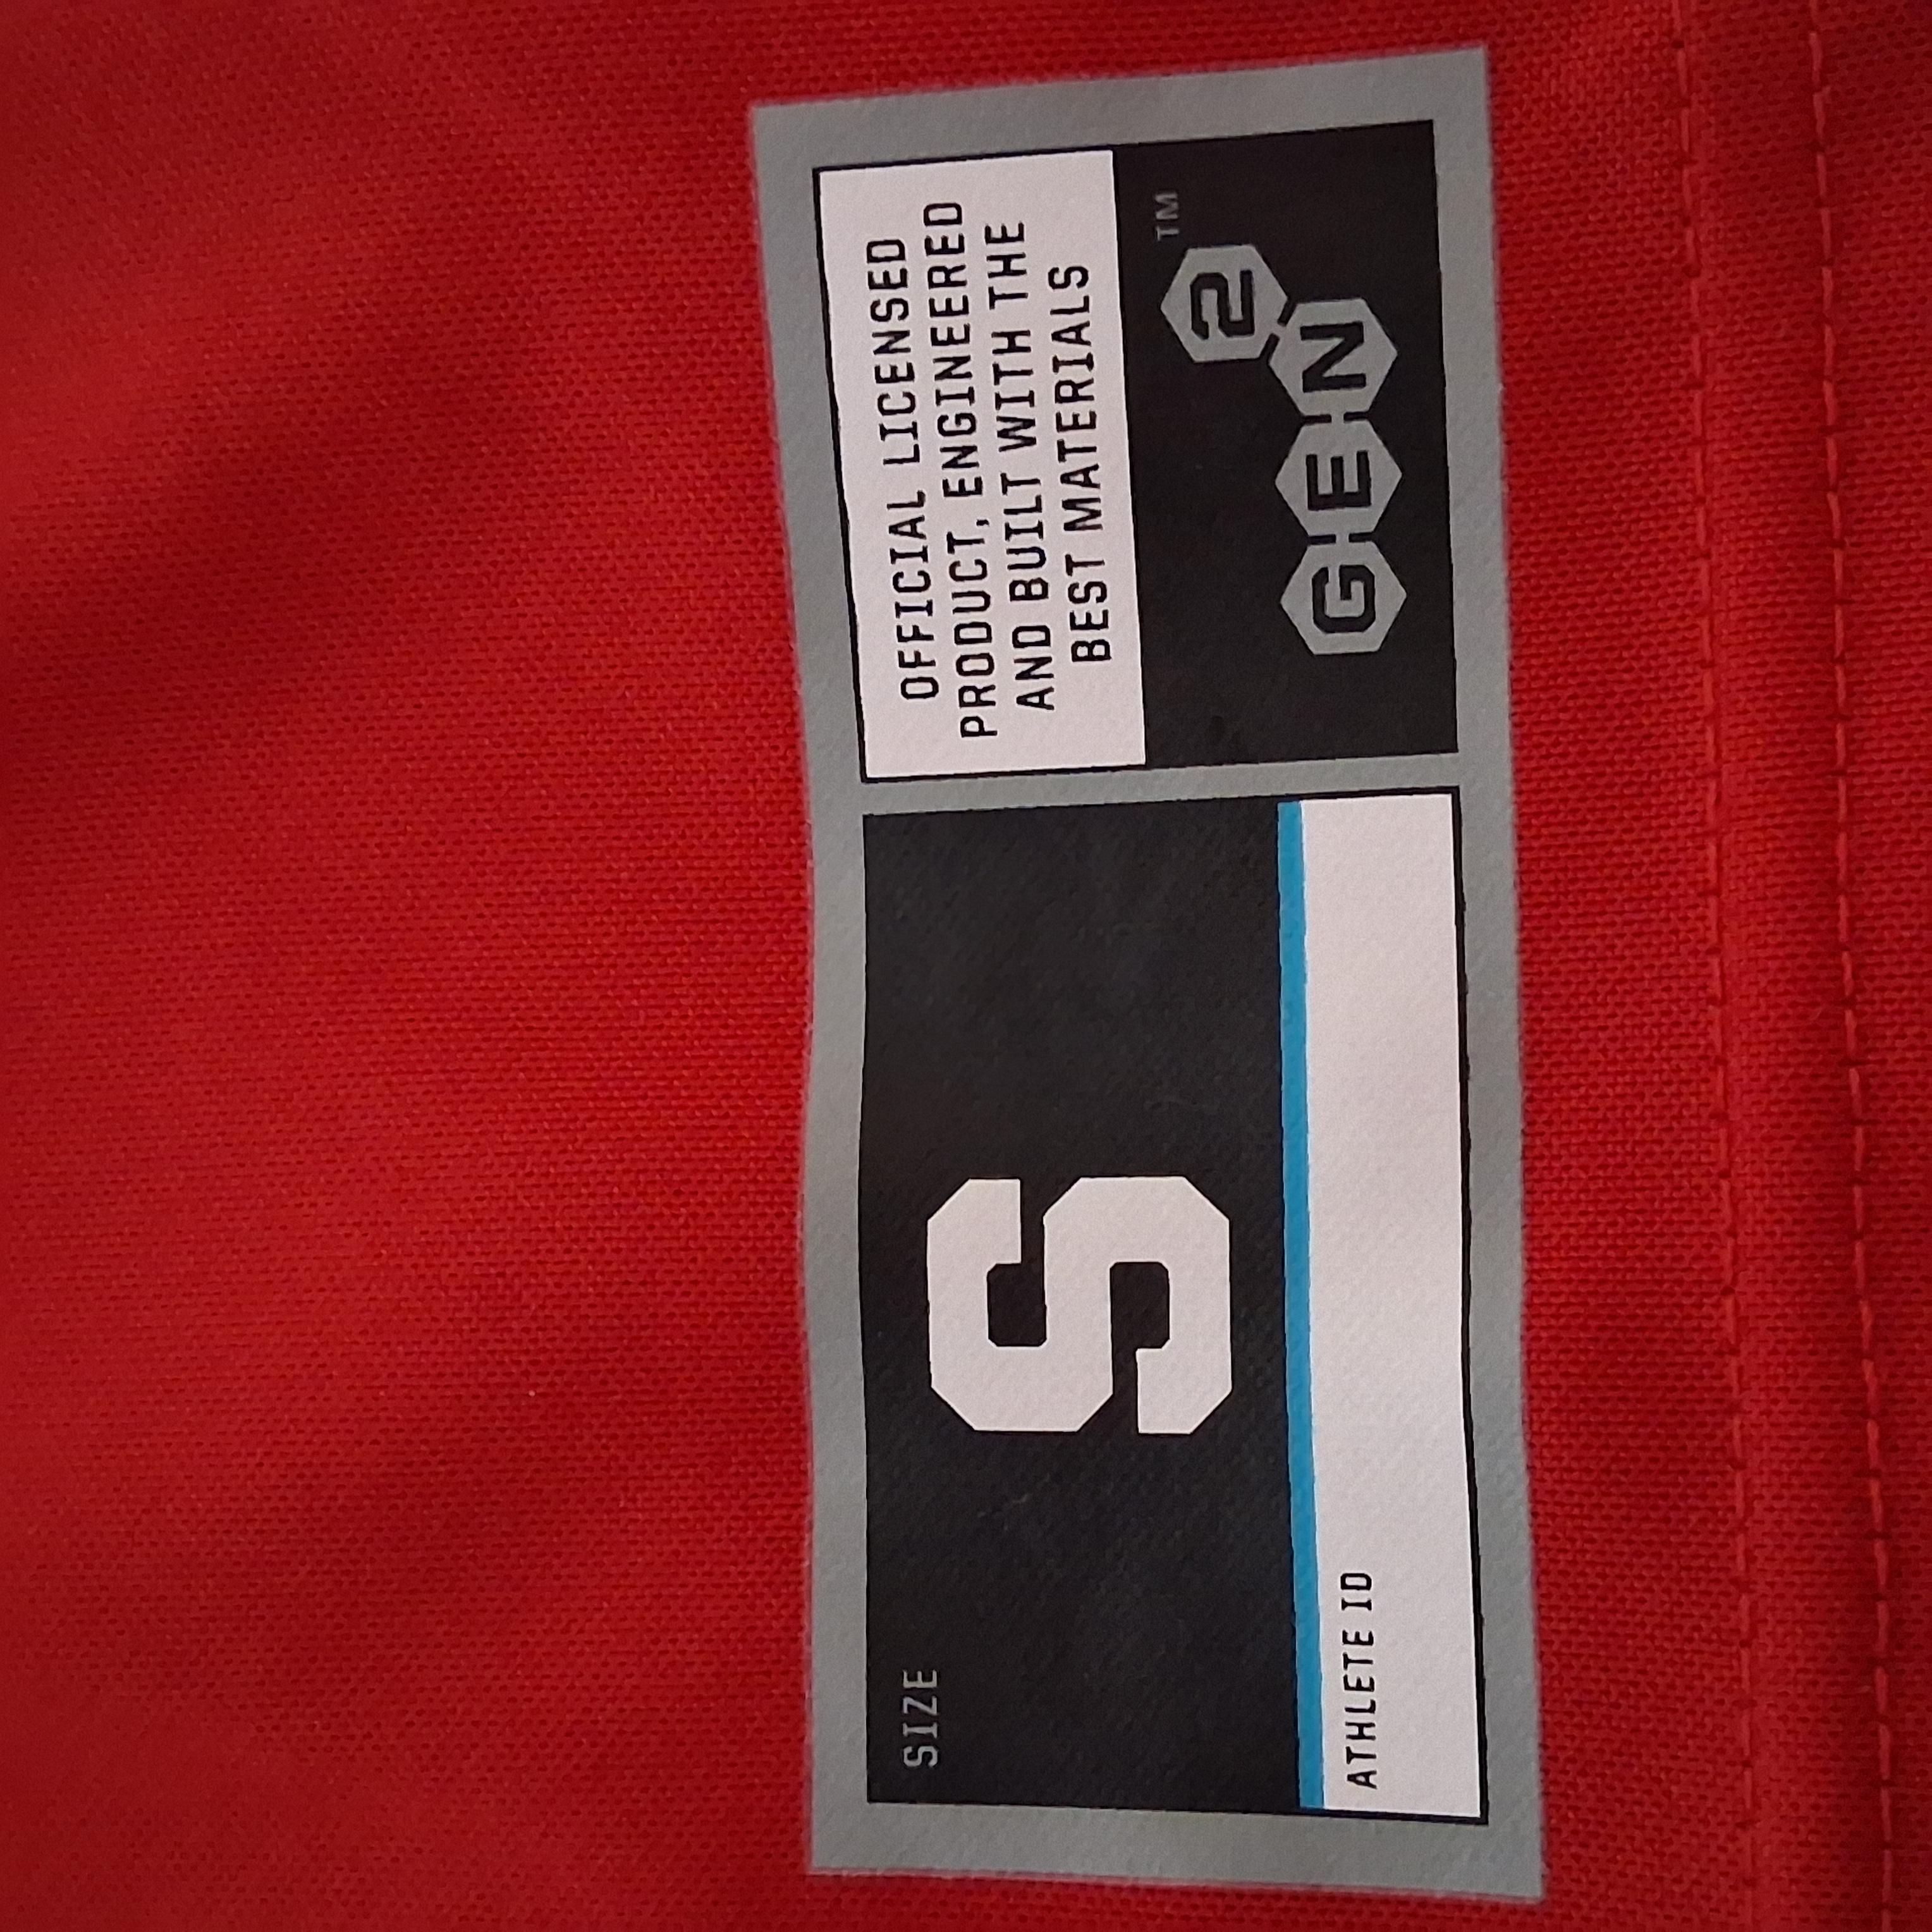 SIZE
S
ATHLETE ID
OFFICIAL LICENSED
PRODUCT, ENGINEERED
AND BUILT WITH THE
BEST MATERIALS
GEN2™